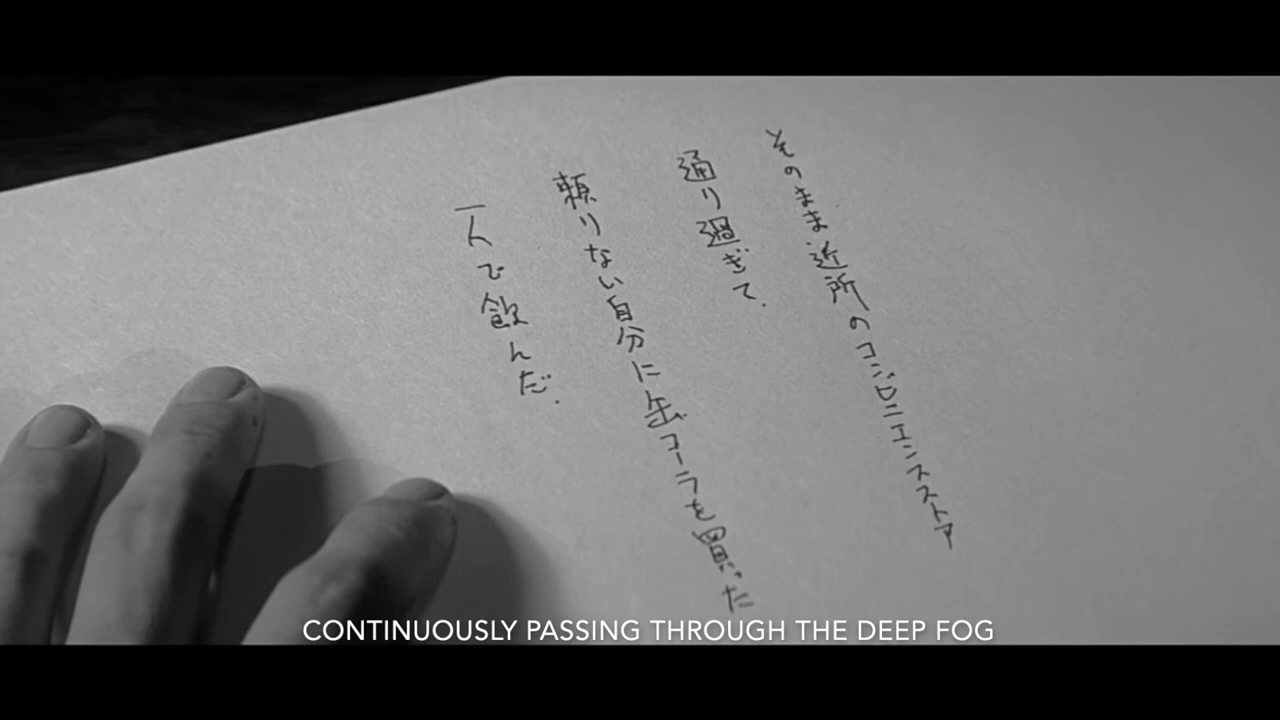 そのまま近所のコンビニエンスストア
通り過ぎて.
頼りない自分に缶コーラを買った
一人で飲んだ.
CONTINUOUSLY PASSING THROUGH THE DEEP FOG